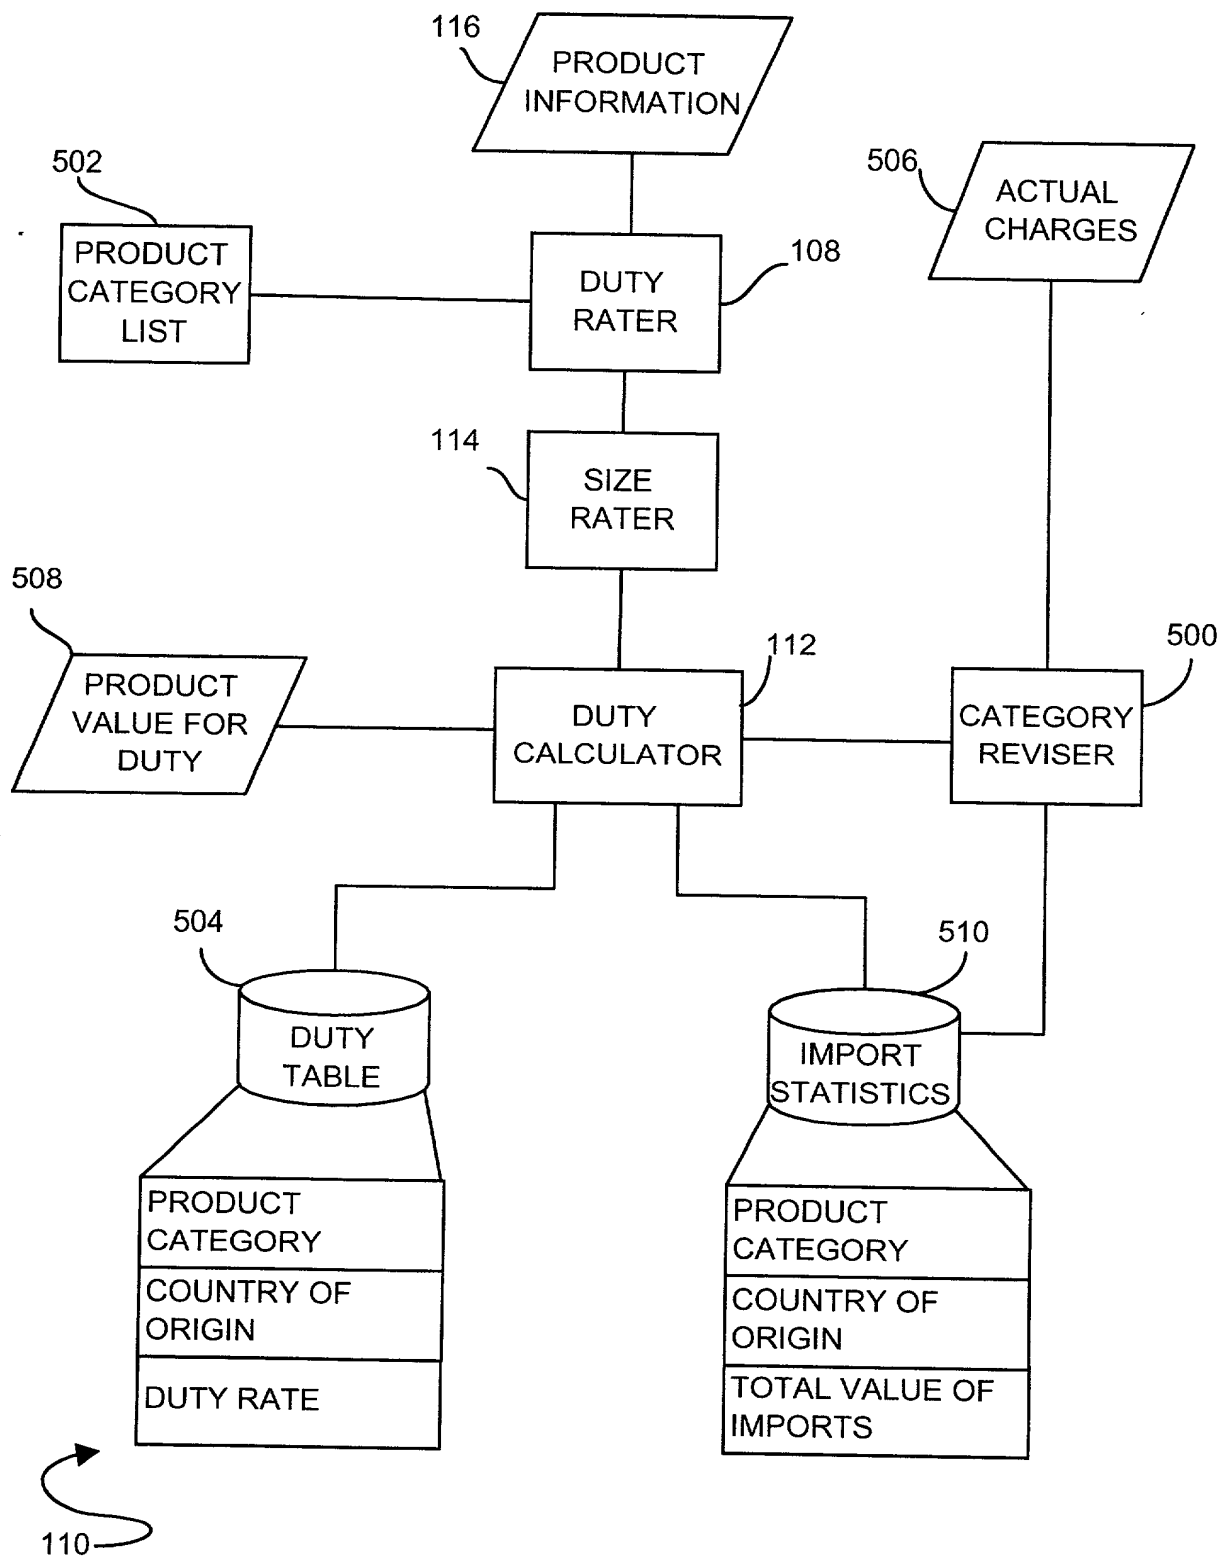 116
PRODUCT
INFORMATION
502
PRODUCT
CATEGORY
LIST
506
ACTUAL
CHARGES
108
DUTY
RATER
114
SIZE
RATER
508
PRODUCT
VALUE FOR
DUTY
112
DUTY
CALCULATOR
500
CATEGORY
REVISER
504
DUTY
TABLE
510
IMPORT
STATISTICS
PRODUCT
CATEGORY
COUNTRY OF
ORIGIN
DUTY RATE
PRODUCT
CATEGORY
COUNTRY OF
ORIGIN
TOTAL VALUE OF
IMPORTS
110